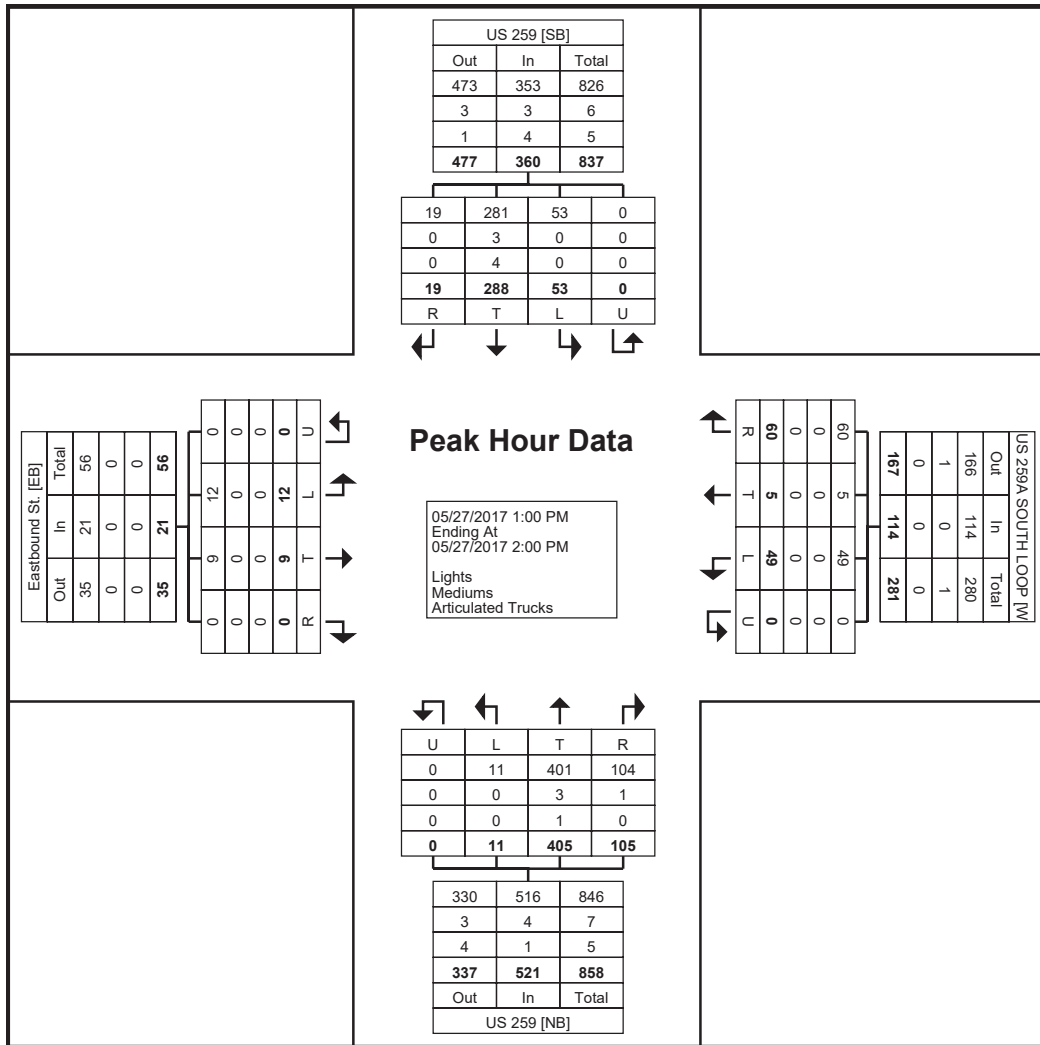 US 259 [SB]
Out In Total
473 353 826
3 3 6
1 4 5
477 360 837
19 281 53 0
0 3 0 0
0 4 0 0
19 288 53 0
R T L U
Eastbound St. [EB]
Total In Out
56 21 35
0 0 0
0 0 0
56 21 35
0 12 9 0
0 0 0 0
0 0 0 0
0 12 9 0
U L T R
Peak Hour Data
05/27/2017 1:00 PM
Ending At
05/27/2017 2:00 PM
Lights
Mediums
Articulated Trucks
R T L U
60 5 49 0
0 0 0 0
0 0 0 0
60 5 49 0
US 259A SOUTH LOOP [W
Out In Total
166 114 280
1 0 1
0 0 0
167 114 281
U L T R
0 11 401 104
0 0 3 1
0 0 1 0
0 11 405 105
330 516 846
3 4 7
4 1 5
337 521 858
Out In Total
US 259 [NB]